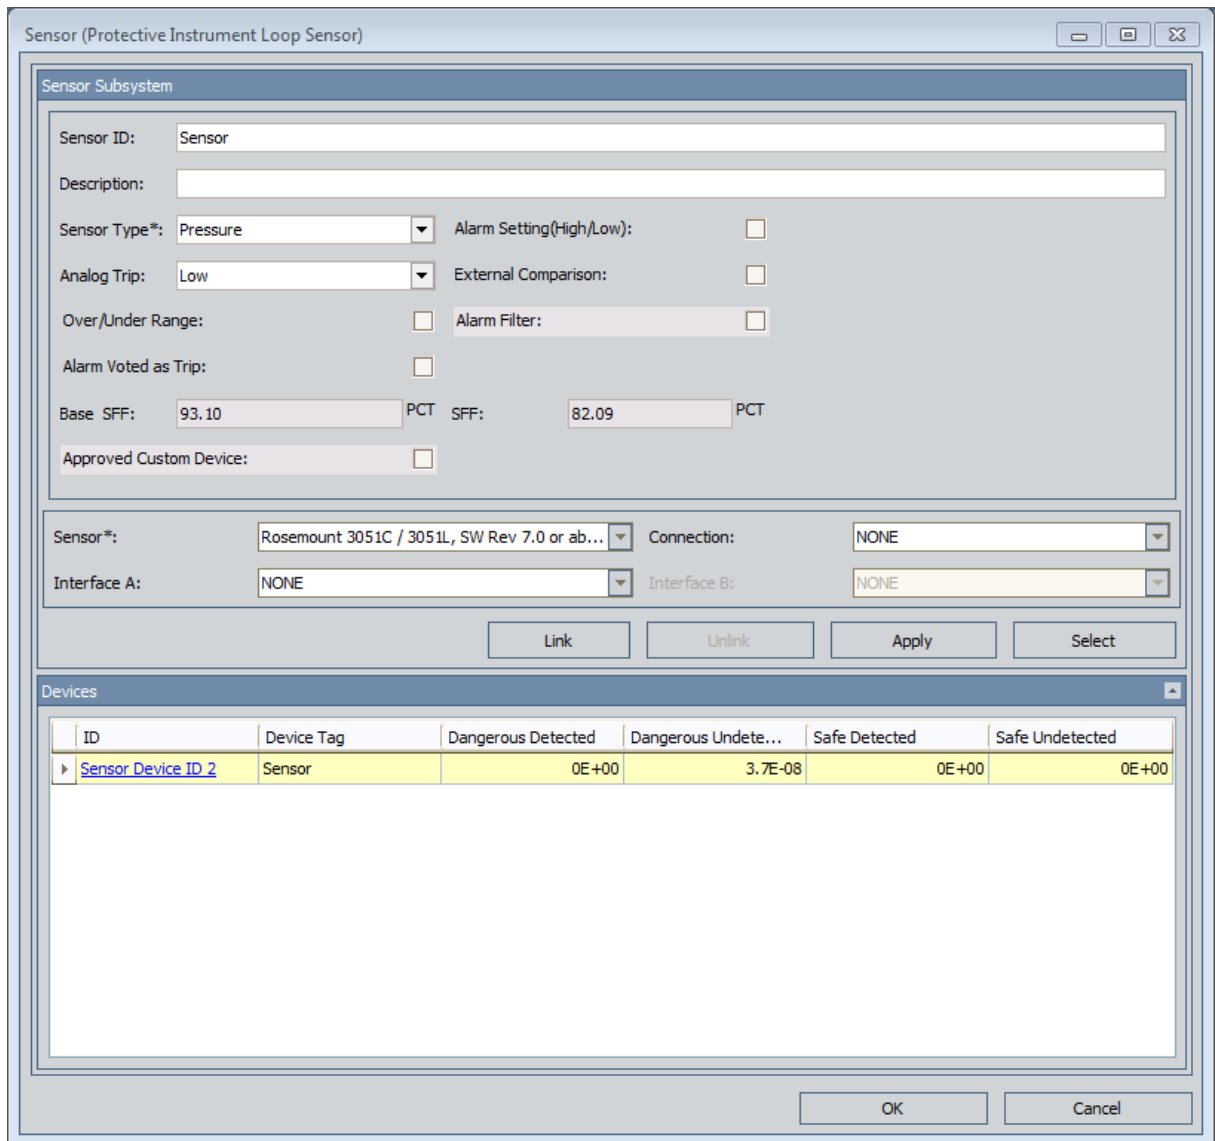 Sensor (Protective Instrument Loop Sensor)
Sensor Subsystem
Sensor ID: Sensor
Description:
Sensor Type*: Pressure Alarm Setting(High/Low):
Analog Trip: Low External Comparison:
Over/Under Range: Alarm Filter:
Alarm Voted as Trip:
Base SFF: 93.10 PCT SFF: 82.09 PCT
Approved Custom Device:
Sensor*: Rosemount 3051C / 3051L, SW Rev 7.0 or ab... Connection: NONE
Interface A: NONE Interface B: NONE
Link Unlink Apply Select
Devices
ID Device Tag Dangerous Detected Dangerous Undete... Safe Detected Safe Undetected
Sensor Device ID 2 Sensor 0E+00 3.7E-08 0E+00 0E+00
OK Cancel